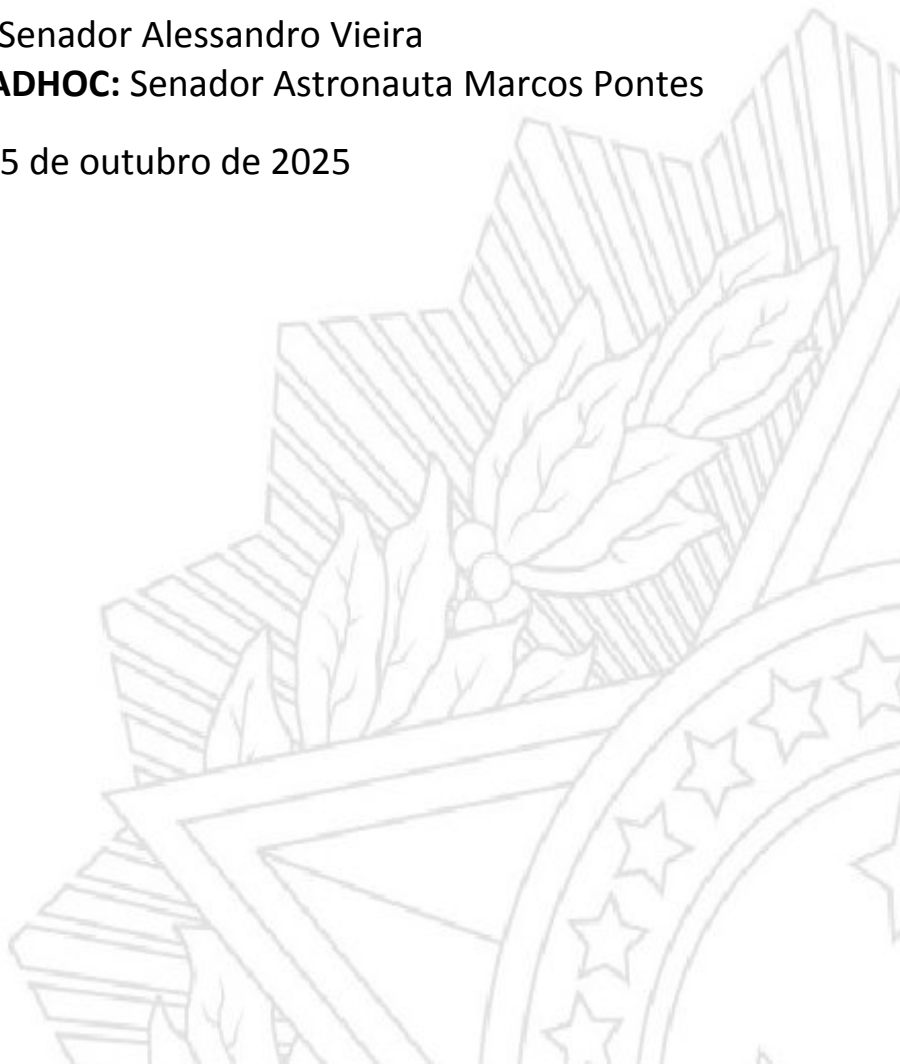 Senador Alessandro Vieira
ADHOC: Senador Astronauta Marcos Pontes
5 de outubro de 2025